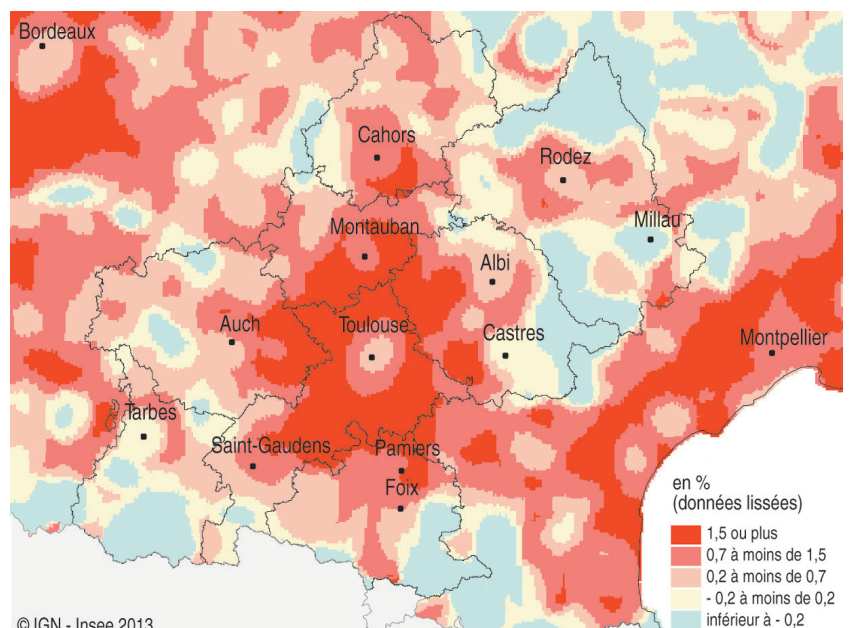 Bordeaux
Cahors
Rodez
Millau
Montauban
Albi
Auch
Toulouse
Castres
Montpellier
Tarbes
Saint-Gaudens
Pamiers
Foix
en %
(données lissées)
1,5 ou plus
0,7 à moins de 1,5
0,2 à moins de 0,7
- 0,2 à moins de 0,2
inférieur à - 0,2
© IGN - Insee 2013